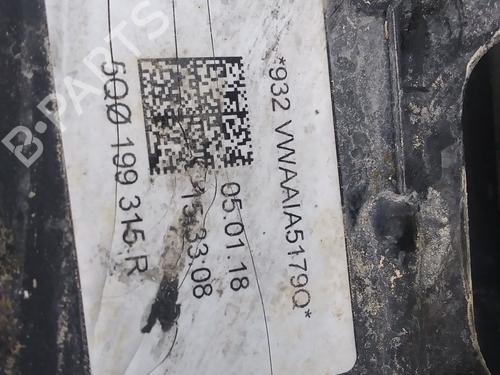 *932 VWAAIA5179Q*
05.01.18
13:33:08
5Q0 199 315 R
B-PARTS